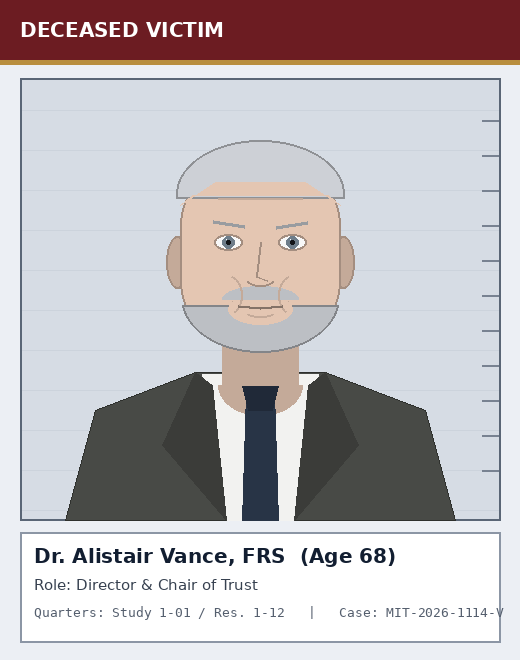 DECEASED VICTIM
Dr. Alistair Vance, FRS (Age 68)
Role: Director & Chair of Trust
Quarters: Study 1-01 / Res. 1-12 | Case: MIT-2026-1114-V